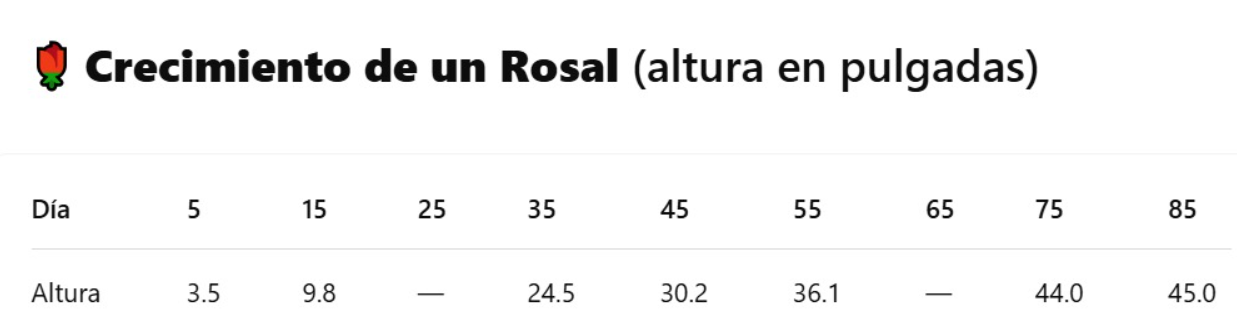 🌹 Crecimiento de un Rosal (altura en pulgadas)
Día 5 15 25 35 45 55 65 75 85
Altura 3.5 9.8 — 24.5 30.2 36.1 — 44.0 45.0